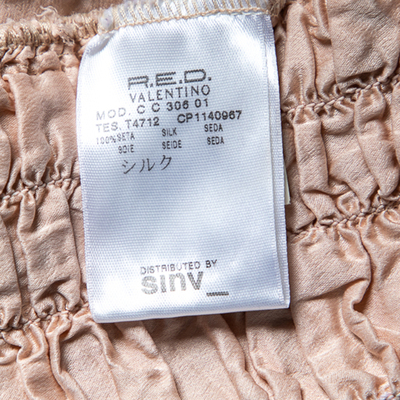 R.E.D.
VALENTINO
MOD. C C 306 01
TES. T4712 CP1140967
100%SETA SILK SEDA
SOIE SEIDE SEDA
シルク
DISTRIBUTED BY
sinv_